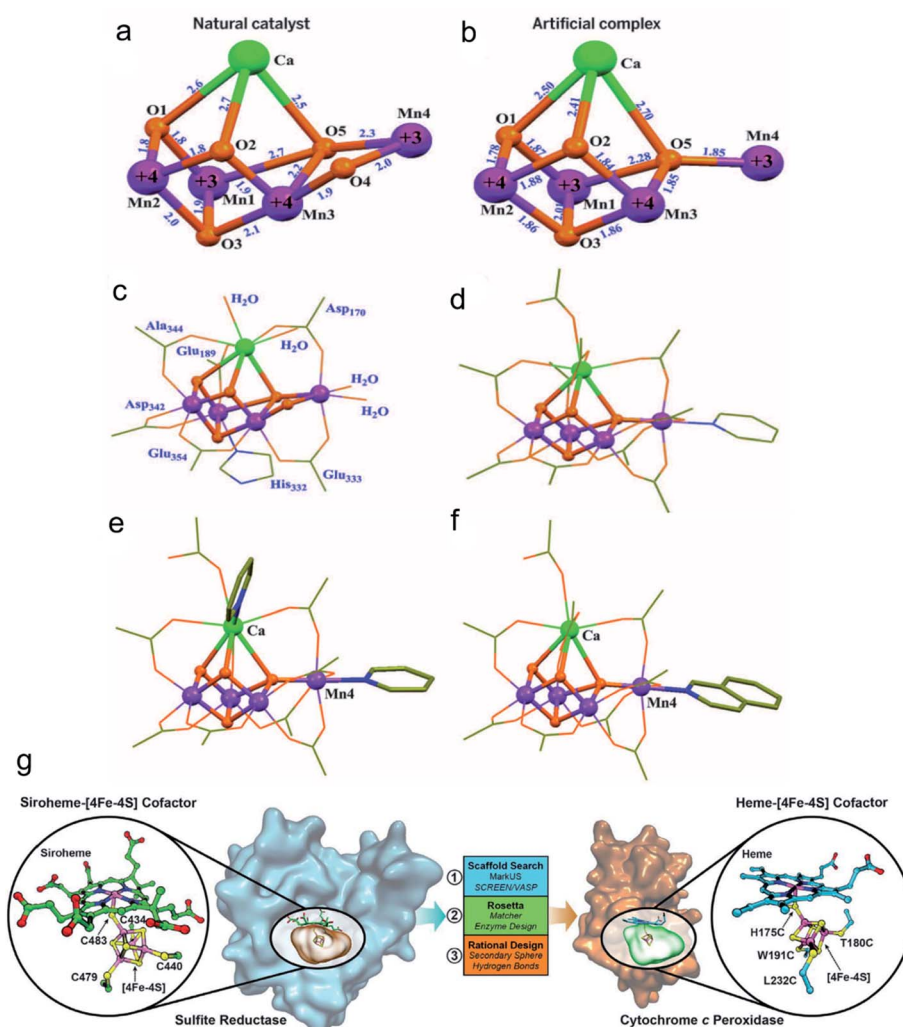 a
Natural catalyst
b
Artificial complex
Ca
Ca
2.6
2.7
2.5
O1
O2
O5
2.3
Mn4
+3
1.8
1.8
1.8
2.7
2.2
O4
2.0
+4
+3
+4
1.9
1.9
1.9
Mn2
Mn1
Mn3
2.0
2.1
O3
2.50
2.41
2.70
O1
O2
O5
1.85
Mn4
+3
1.78
1.87
1.84
2.28
1.85
+4
+3
+4
1.88
2.01
Mn2
Mn1
Mn3
1.86
1.86
O3
c
d
H2O
Asp170
Ala344
H2O
Glu189
H2O
Asp342
H2O
Glu354
His332
Glu333
e
f
Ca
Mn4
Ca
Mn4
g
Siroheme-[4Fe-4S] Cofactor
Siroheme
C434
C483
C479
C440
[4Fe-4S]
Sulfite Reductase
1
Scaffold Search
MarkUS
SCREEN/VASP
2
Rosetta
Matcher
Enzyme Design
3
Rational Design
Secondary Sphere
Hydrogen Bonds
Heme-[4Fe-4S] Cofactor
Heme
H175C
T180C
W191C
[4Fe-4S]
L232C
Cytochrome c Peroxidase